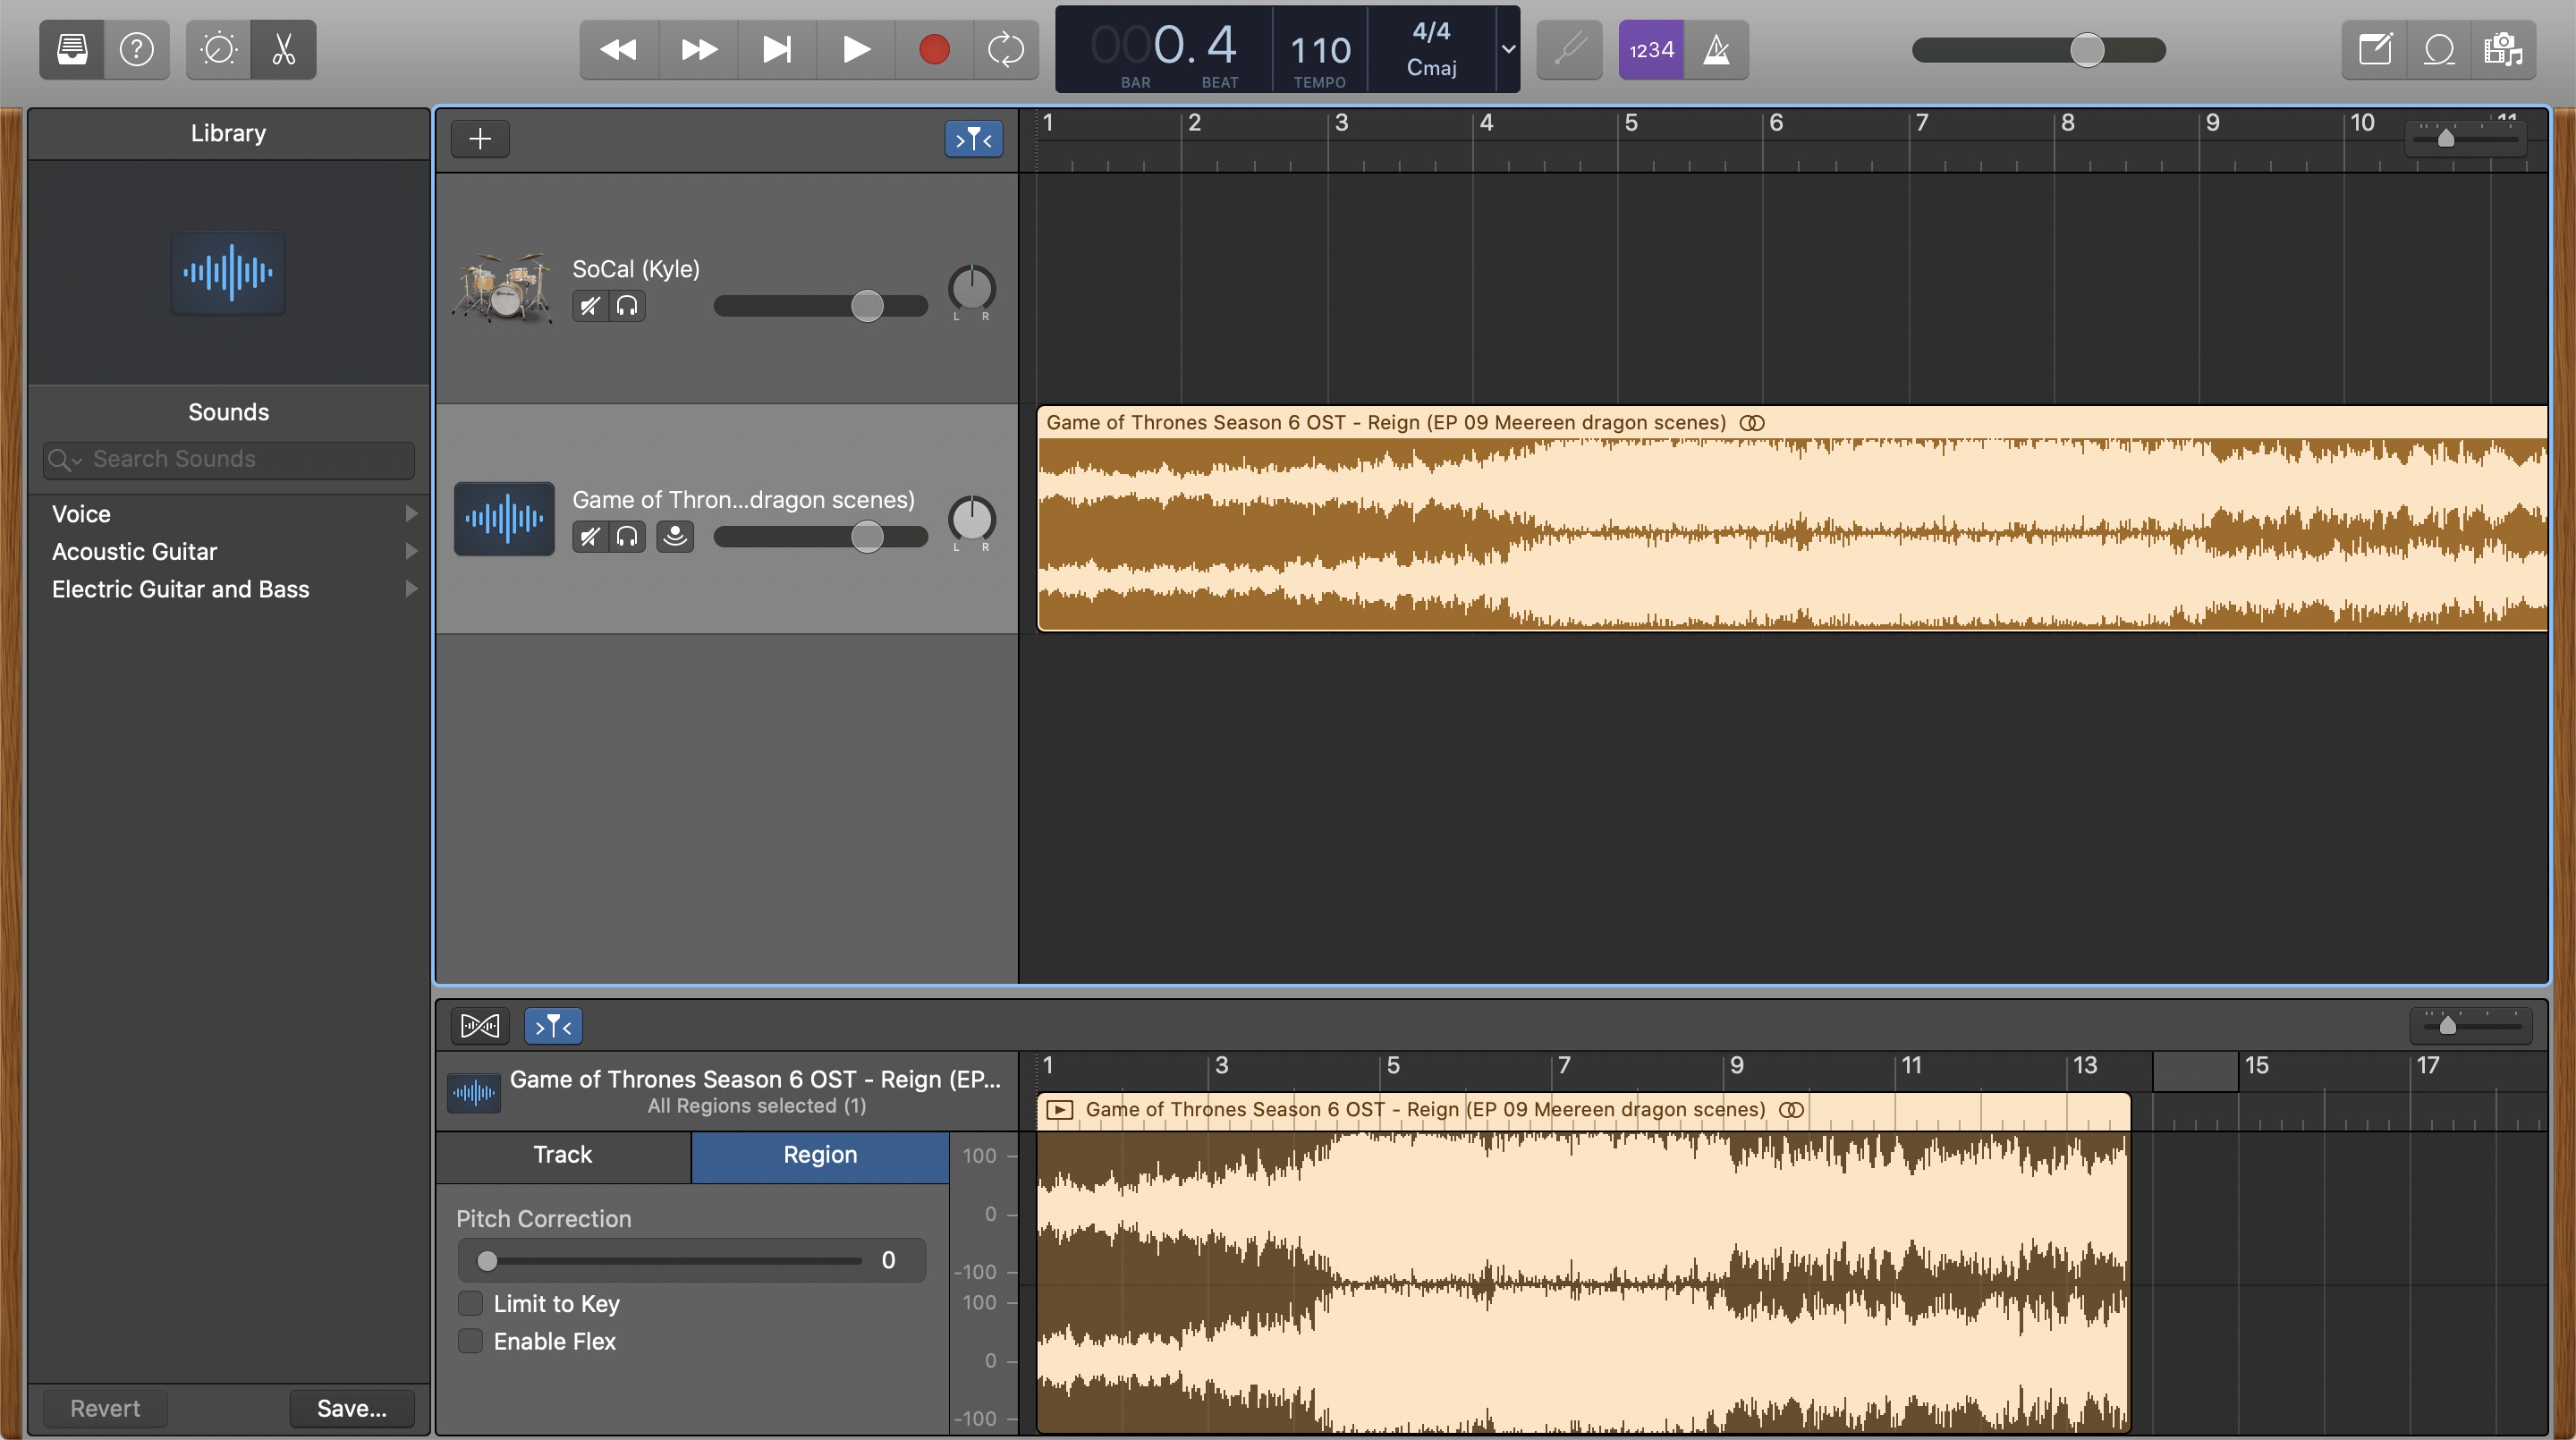 000. 4
BAR
BEAT
110
TEMPO
4/4
Cmaj
1234
Library
Sounds
Search Sounds
Voice
Acoustic Guitar
Electric Guitar and Bass
Revert
Save...
1 2 3 4 5 6 7 8 9 10 11
SoCal (Kyle)
L R
Game of Thron...dragon scenes)
L R
Game of Thrones Season 6 OST - Reign (EP 09 Meereen dragon scenes)
Game of Thrones Season 6 OST - Reign (EP...
All Regions selected (1)
Track
Region
Pitch Correction
0
Limit to Key
Enable Flex
1 3 5 7 9 11 13 15 17
Game of Thrones Season 6 OST - Reign (EP 09 Meereen dragon scenes)
100
0
-100
100
0
-100